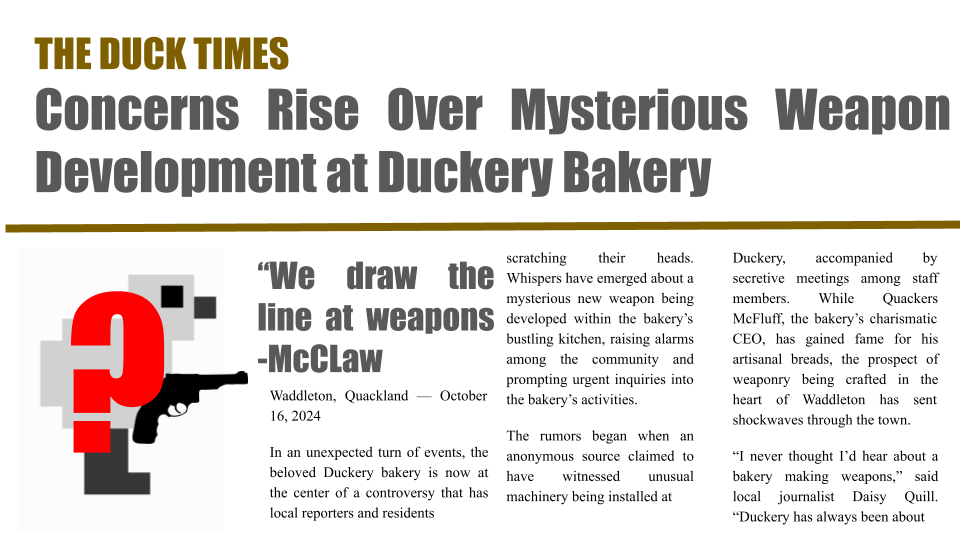 THE DUCK TIMES
Concerns Rise Over Mysterious Weapon
Development at Duckery Bakery
?
“We draw the
line at weapons
-McCLaw
Waddleton, Quackland — October
16, 2024
In an unexpected turn of events, the
beloved Duckery bakery is now at
the center of a controversy that has
local reporters and residents
scratching their heads.
Whispers have emerged about a
mysterious new weapon being
developed within the bakery’s
bustling kitchen, raising alarms
among the community and
prompting urgent inquiries into
the bakery’s activities.
The rumors began when an
anonymous source claimed to
have witnessed unusual
machinery being installed at
Duckery, accompanied by
secretive meetings among staff
members. While Quackers
McFluff, the bakery’s charismatic
CEO, has gained fame for his
artisanal breads, the prospect of
weaponry being crafted in the
heart of Waddleton has sent
shockwaves through the town.
“I never thought I’d hear about a
bakery making weapons,” said
local journalist Daisy Quill.
“Duckery has always been about